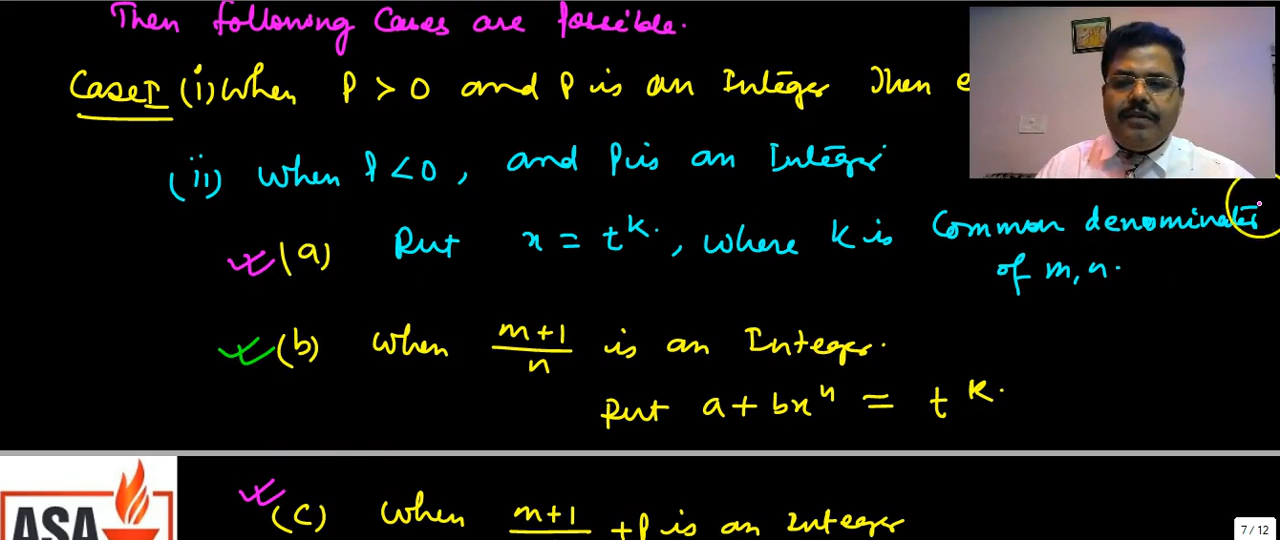 Then following Cases are possible.
Case I (i) When P > 0 and P is an Integer Then
(ii) when P < 0, and P is an Integer
(a) Put x = t^k, where k is Common denominator
of m, n.
(b) when (m+1)/n is an Integer.
Put a + bx^n = t^k.
(c) when m+1 + P is an Integer
ASA
7 / 12